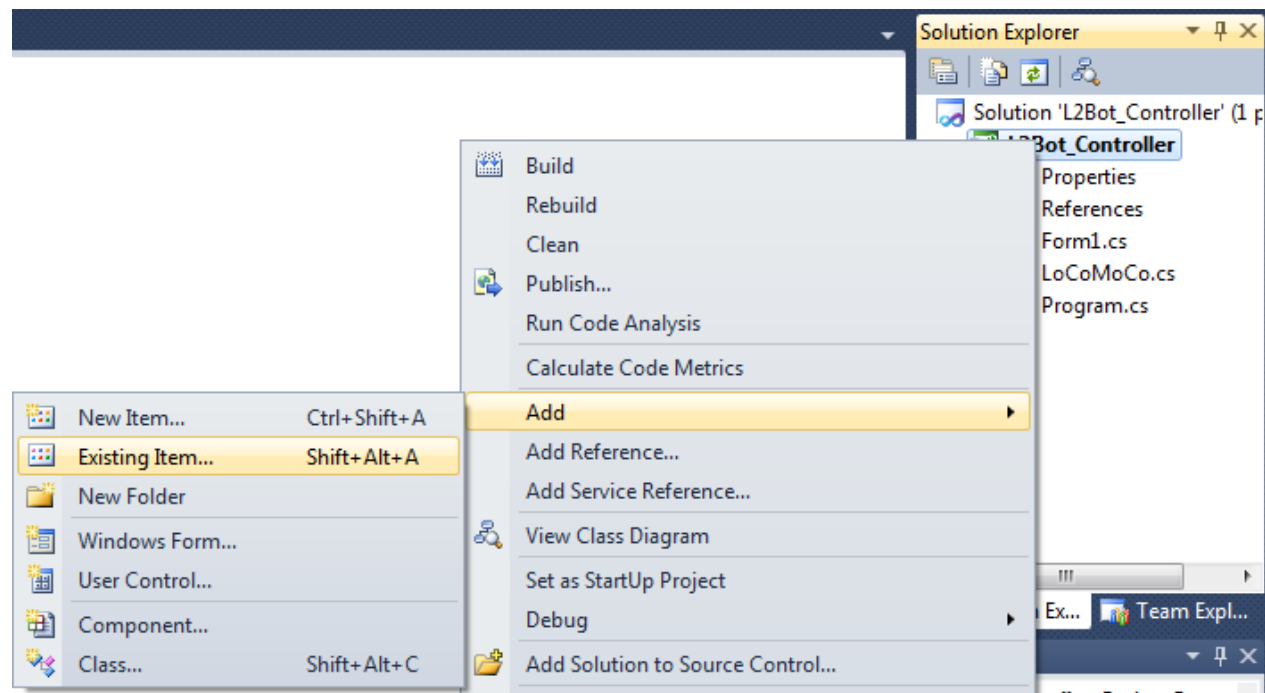 Solution Explorer
Solution 'L2Bot_Controller' (1 p
L2Bot_Controller
Properties
References
Form1.cs
LoCoMoCo.cs
Program.cs
Build
Rebuild
Clean
Publish...
Run Code Analysis
Calculate Code Metrics
Add
Add Reference...
Add Service Reference...
View Class Diagram
Set as StartUp Project
Debug
Add Solution to Source Control...
New Item... Ctrl+Shift+A
Existing Item... Shift+Alt+A
New Folder
Windows Form...
User Control...
Component...
Class... Shift+Alt+C
Ex... Team Expl...